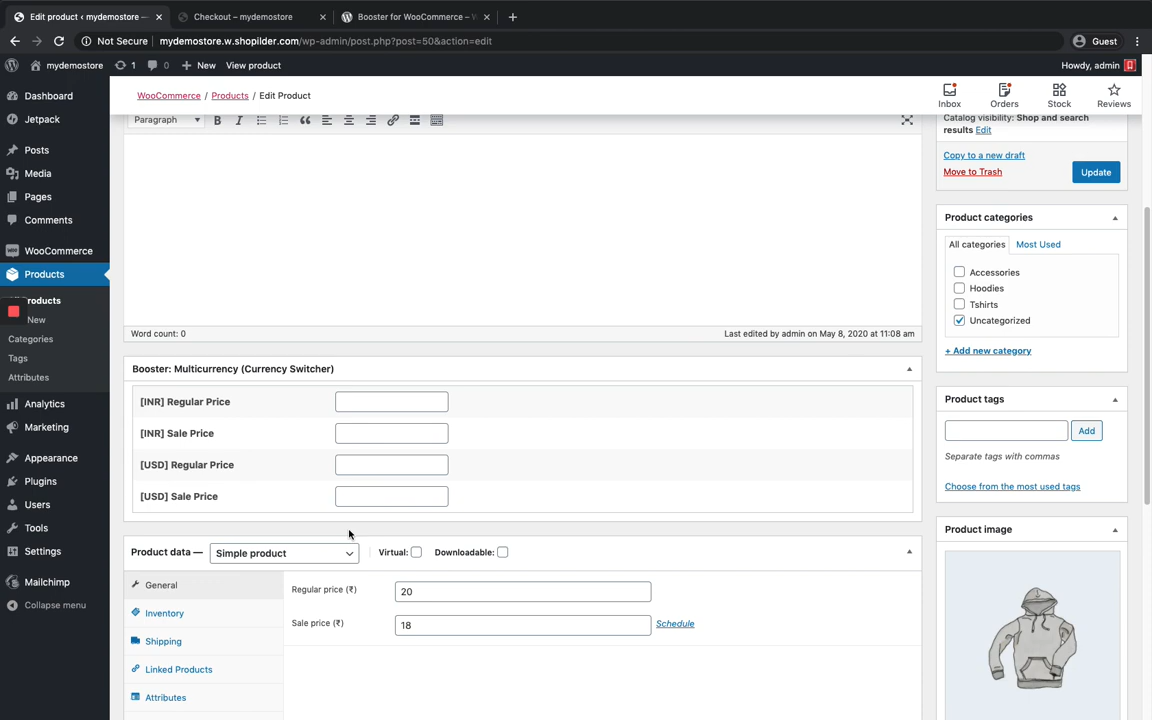 Edit product ‹ mydemostore —
Checkout – mydemostore
Booster for WooCommerce – W
Not Secure mydemostore.w.shopilder.com/wp-admin/post.php?post=50&action=edit
Guest
mydemostore 1 0 New View product
Howdy, admin
WooCommerce / Products / Edit Product
Inbox Orders Stock Reviews
Dashboard
Jetpack
Posts
Media
Pages
Comments
WooCommerce
Products
roducts
New
Categories
Tags
Attributes
Analytics
Marketing
Appearance
Plugins
Users
Tools
Settings
Mailchimp
Collapse menu
Paragraph
Word count: 0
Last edited by admin on May 8, 2020 at 11:08 am
Booster: Multicurrency (Currency Switcher)
[INR] Regular Price
[INR] Sale Price
[USD] Regular Price
[USD] Sale Price
Product data — Simple product Virtual: Downloadable:
General
Inventory
Shipping
Linked Products
Attributes
Regular price (₹) 20
Sale price (₹) 18 Schedule
Catalog visibility: Shop and search
results Edit
Copy to a new draft
Move to Trash
Update
Product categories
All categories Most Used
Accessories
Hoodies
Tshirts
Uncategorized
+ Add new category
Product tags
Add
Separate tags with commas
Choose from the most used tags
Product image